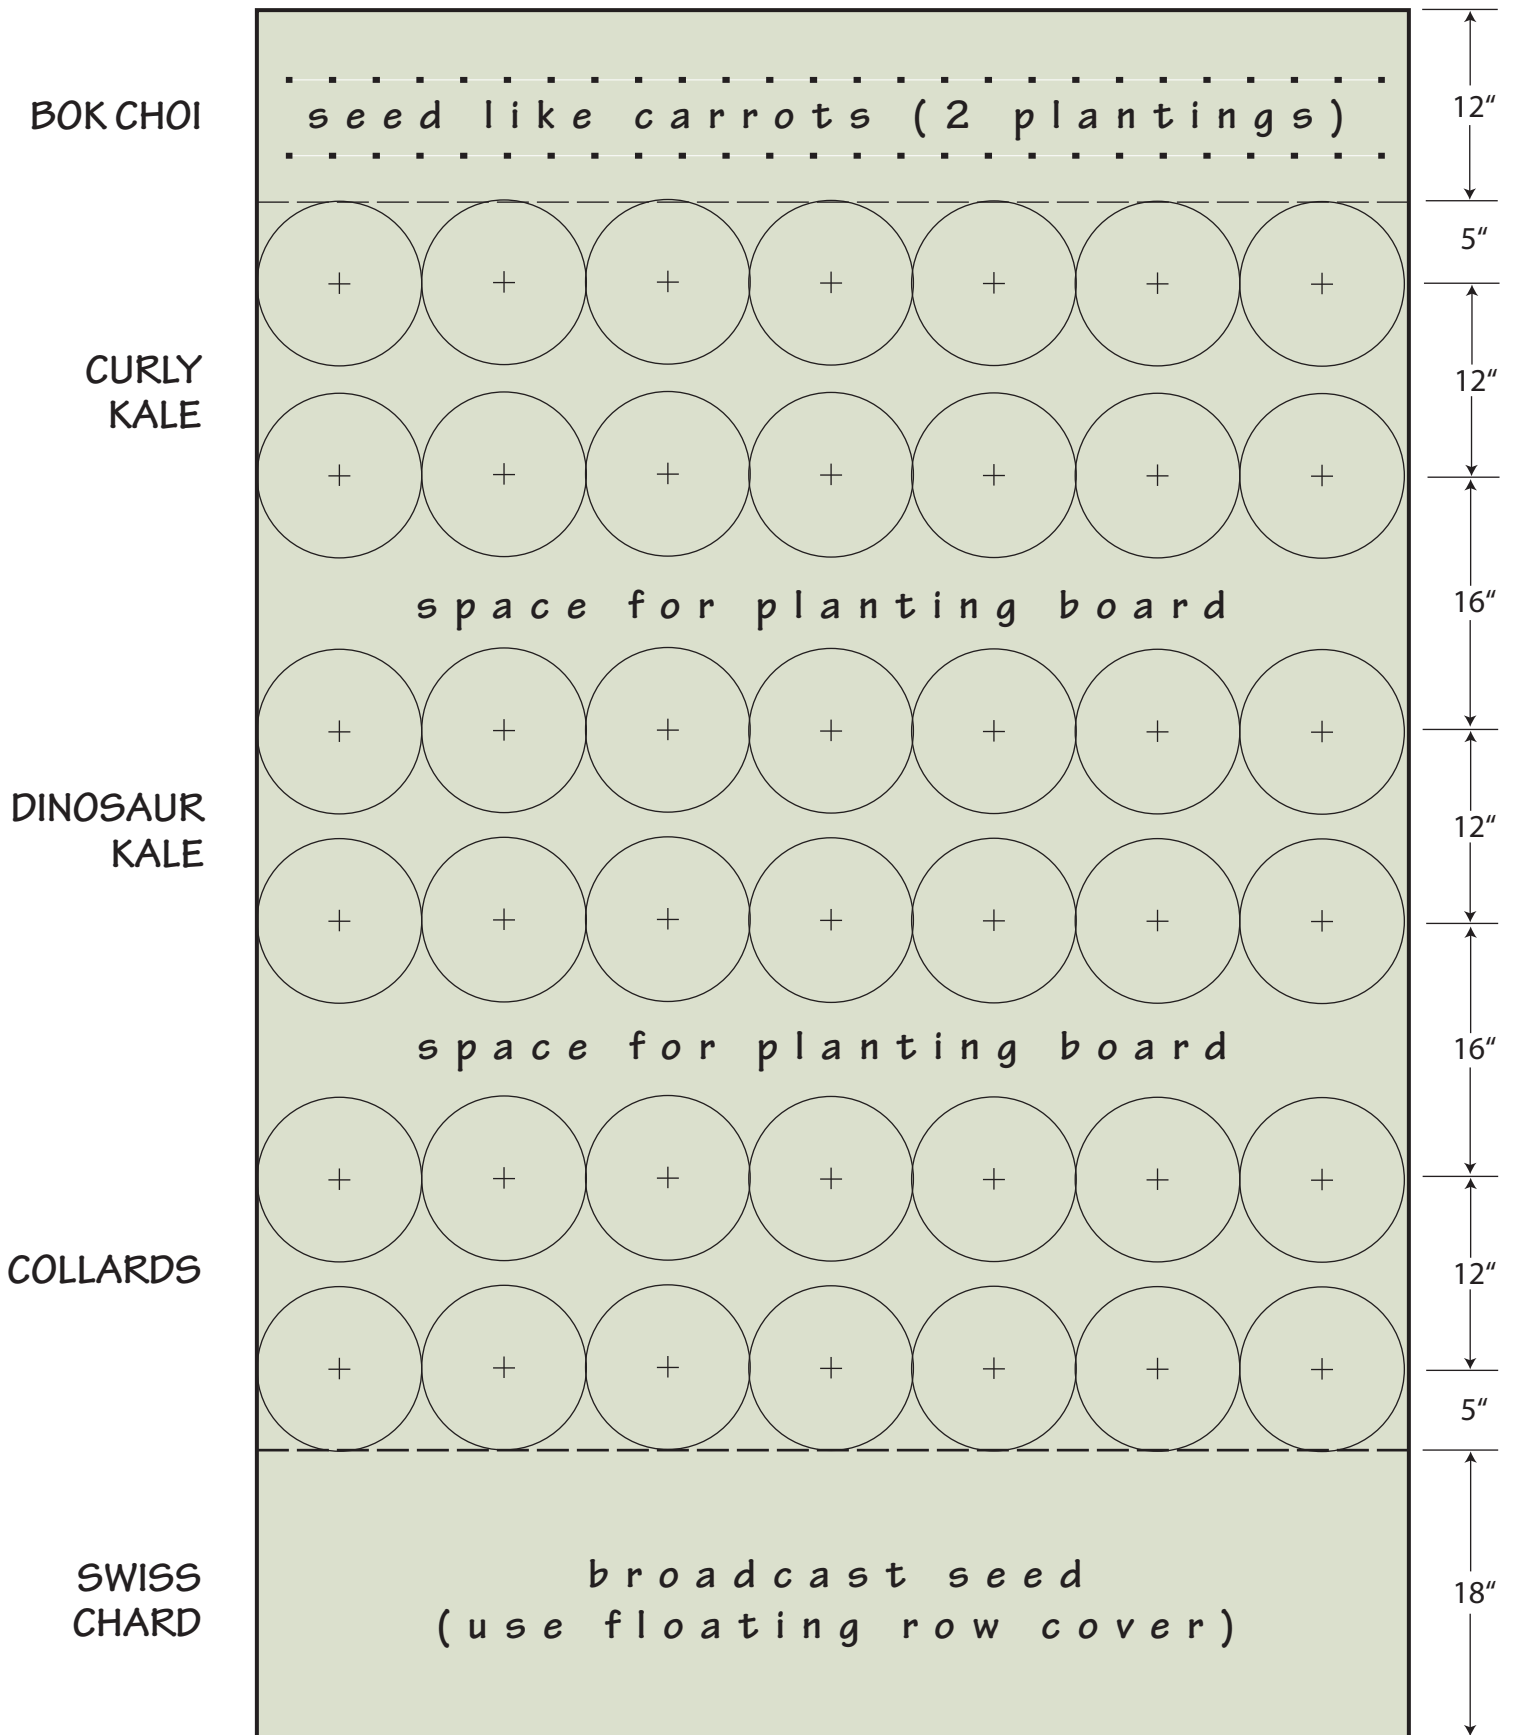 BOK CHOI
seed like carrots (2 plantings)
12"
5"
CURLY
KALE
12"
space for planting board
16"
DINOSAUR
KALE
12"
space for planting board
16"
COLLARDS
12"
5"
SWISS
CHARD
broadcast seed
(use floating row cover)
18"